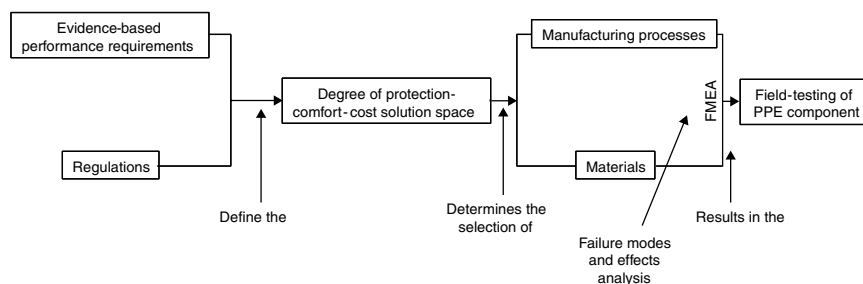 Evidence-based
performance requirements
Regulations
Define the
Degree of protection-
comfort-cost solution space
Determines the
selection of
Manufacturing processes
Materials
FMEA
Failure modes
and effects
analysis
Results in the
Field-testing of
PPE component